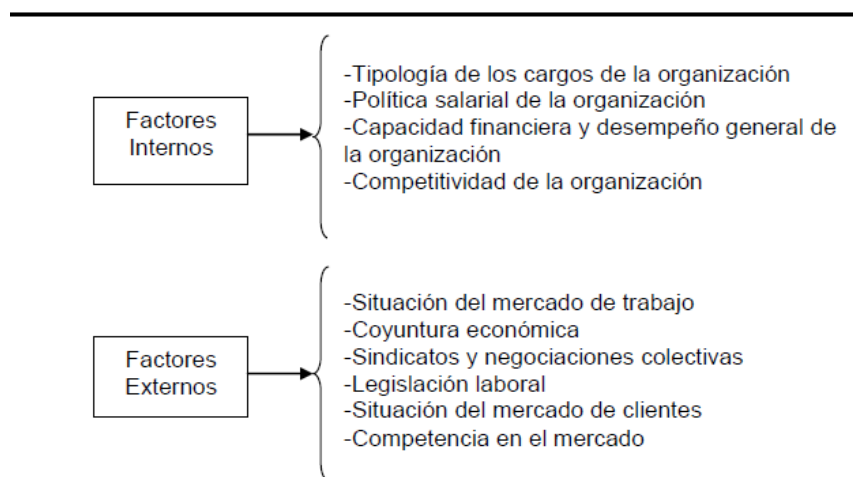 Factores
Internos
-Tipología de los cargos de la organización
-Política salarial de la organización
-Capacidad financiera y desempeño general de
la organización
-Competitividad de la organización
Factores
Externos
-Situación del mercado de trabajo
-Coyuntura económica
-Sindicatos y negociaciones colectivas
-Legislación laboral
-Situación del mercado de clientes
-Competencia en el mercado